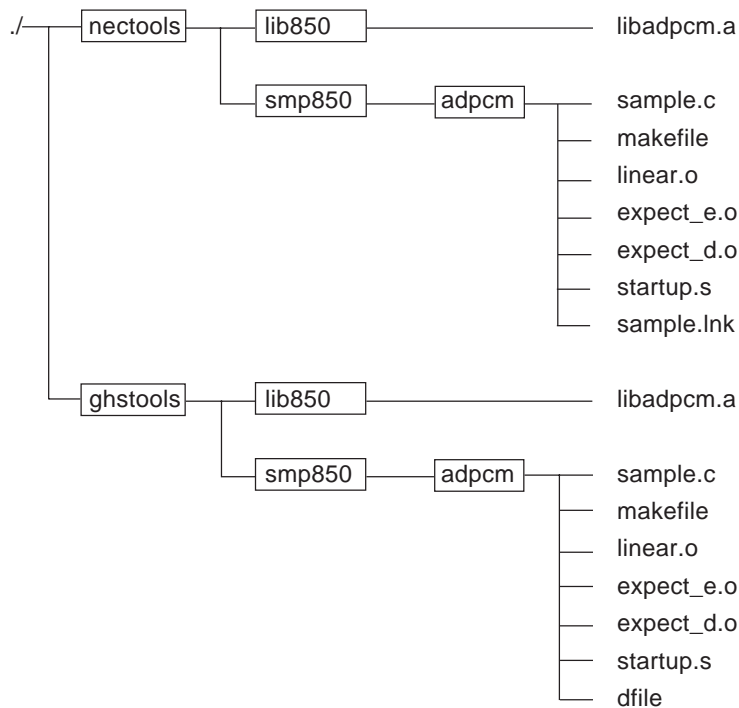 ./ nectools lib850 libadpcm.a
smp850 adpcm sample.c
makefile
linear.o
expect_e.o
expect_d.o
startup.s
sample.lnk
ghstools lib850 libadpcm.a
smp850 adpcm sample.c
makefile
linear.o
expect_e.o
expect_d.o
startup.s
dfile